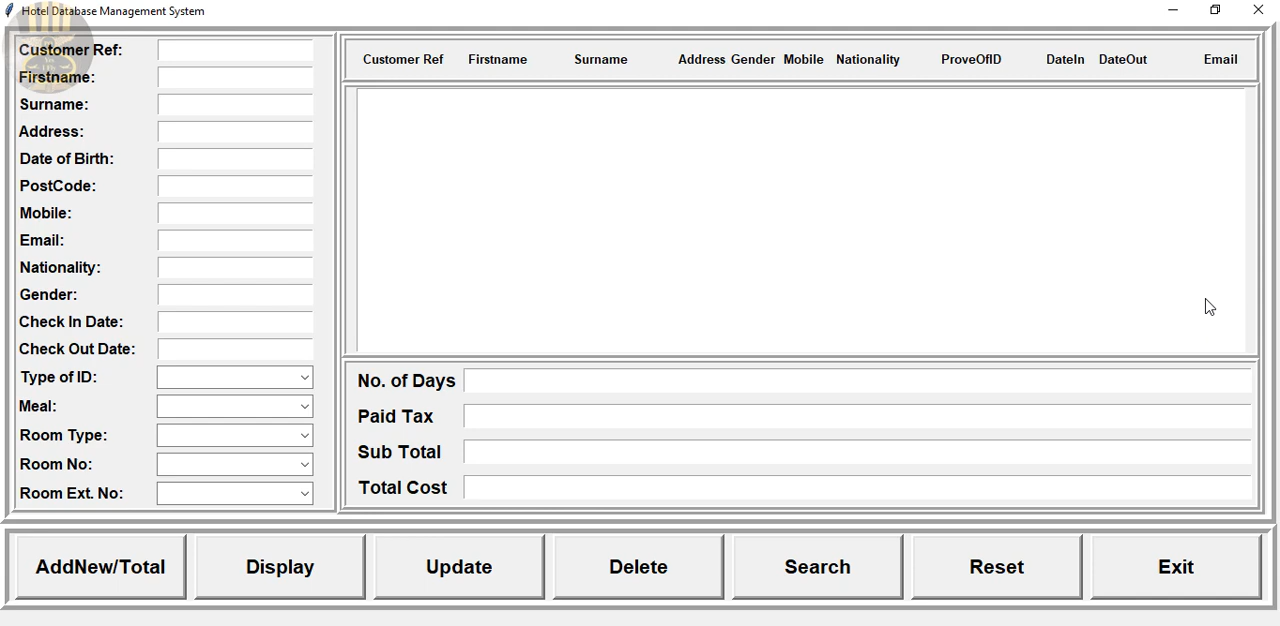 Hotel Database Management System
Customer Ref:
Firstname:
Surname:
Address:
Date of Birth:
PostCode:
Mobile:
Email:
Nationality:
Gender:
Check In Date:
Check Out Date:
Type of ID:
Meal:
Room Type:
Room No:
Room Ext. No:
Customer Ref Firstname Surname Address Gender Mobile Nationality ProveOfID DateIn DateOut Email
No. of Days
Paid Tax
Sub Total
Total Cost
AddNew/Total Display Update Delete Search Reset Exit